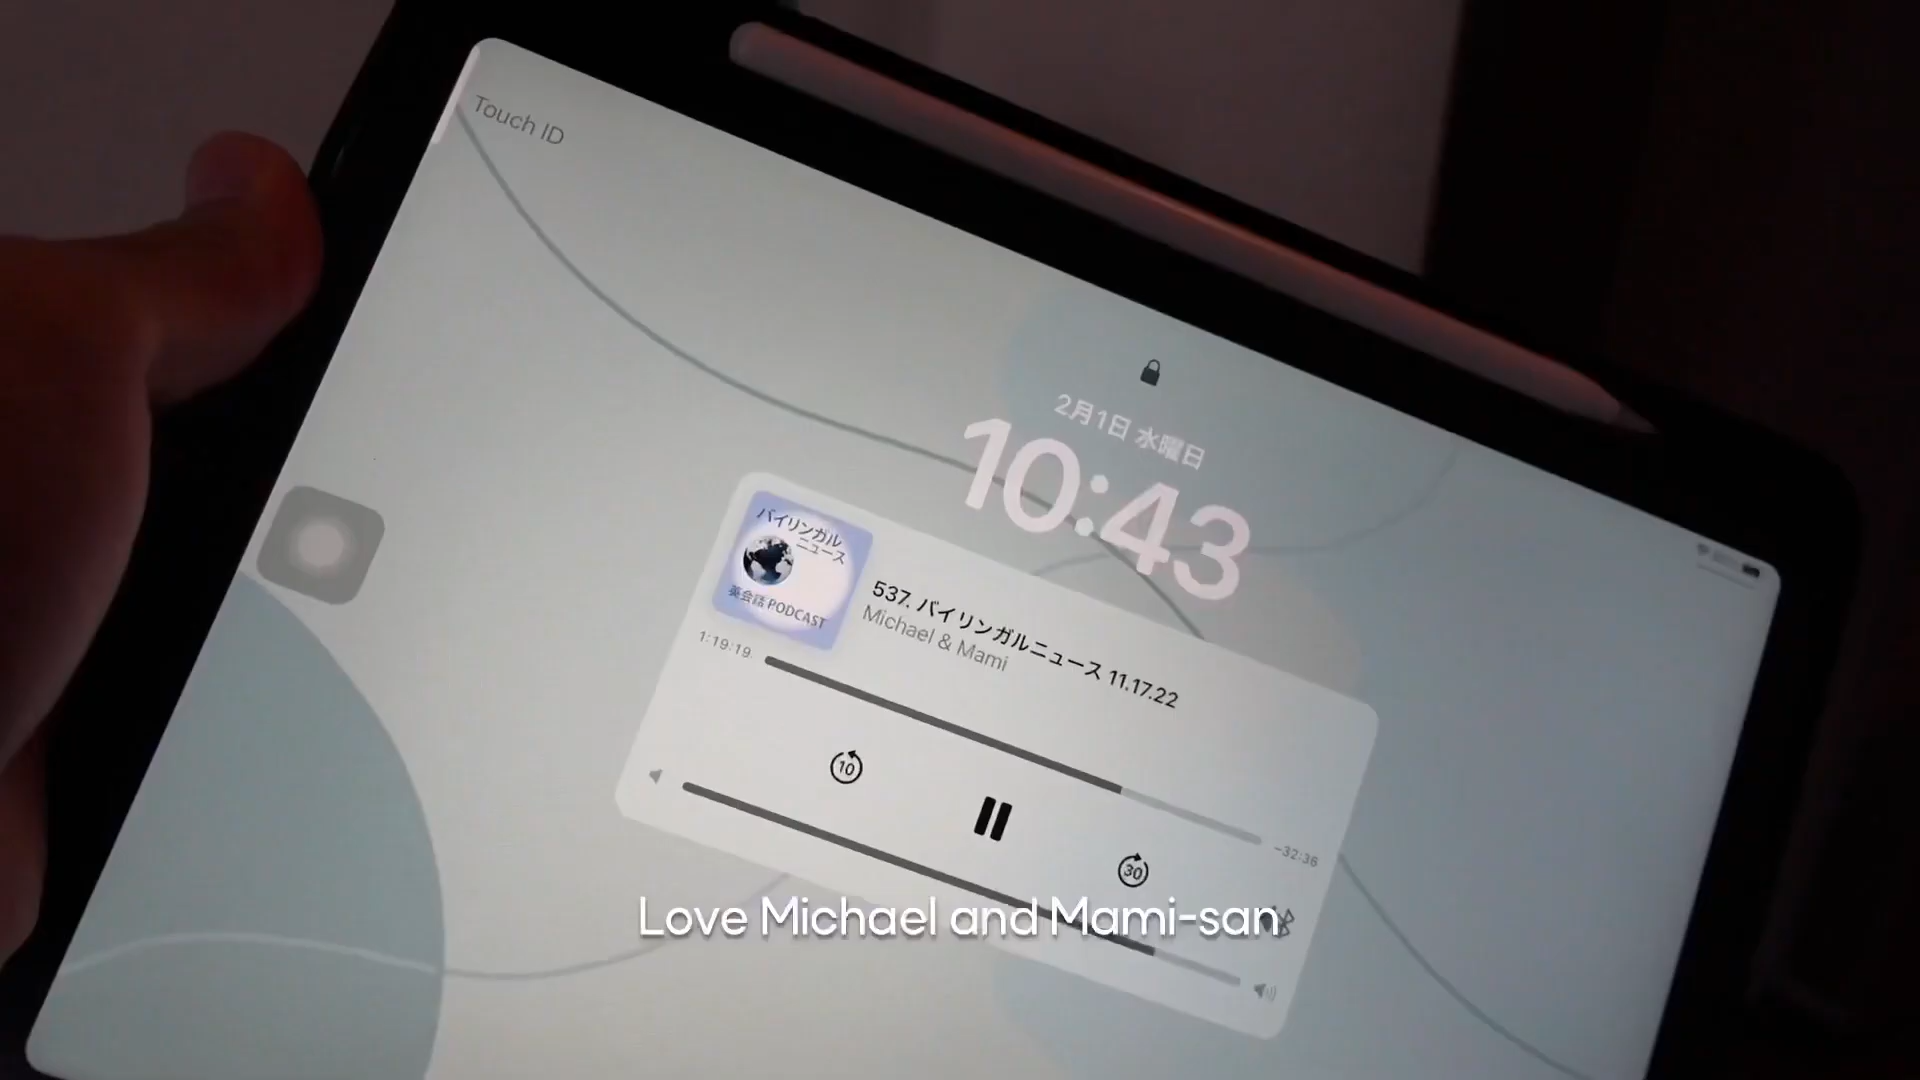 Touch ID
2月1日 水曜日
10:43
バイリンガル
ニュース
英会話 PODCAST
537. バイリンガルニュース 11.17.22
Michael & Mami
1:19:19
-32:36
10
30
Love Michael and Mami-san